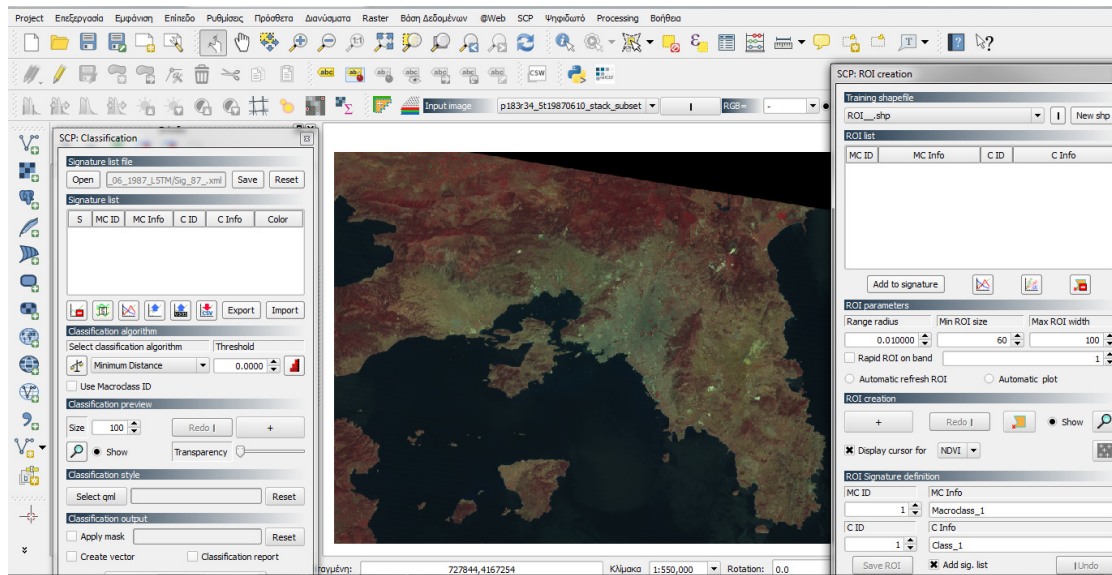 Project Επεξεργασία Εμφάνιση Επίπεδο Ρυθμίσεις Πρόσθετα Διανύσματα Raster Βάση Δεδομένων @Web SCP Ψηφιδωτό Processing Βοήθεια
abc abc abc abc abc abc abc CSW
Input image p183r34_5t19870610_stack_subset RGB= -
SCP: Classification
Signature list file
Open _06_1987_L5TM/Sig_87_.xml Save Reset
Signature list
S MC ID MC Info C ID C Info Color
Export Import
Classification algorithm
Select classification algorithm Threshold
Minimum Distance 0.0000
Use Macroclass ID
Classification preview
Size 100 Redo +
Show Transparency
Classification style
Select qml Reset
Classification output
Apply mask Reset
Create vector Classification report
727844,4167254 Κλίμακα 1:550,000 Rotation: 0.0
SCP: ROI creation
Training shapefile
ROI__.shp New shp
ROI list
MC ID MC Info C ID C Info
Add to signature
ROI parameters
Range radius Min ROI size Max ROI width
0.010000 60 100
Rapid ROI on band 1
Automatic refresh ROI Automatic plot
ROI creation
+ Redo Show
Display cursor for NDVI
ROI Signature definition
MC ID MC Info
1 Macroclass_1
C ID C Info
1 Class_1
Save ROI Add sig. list Undo